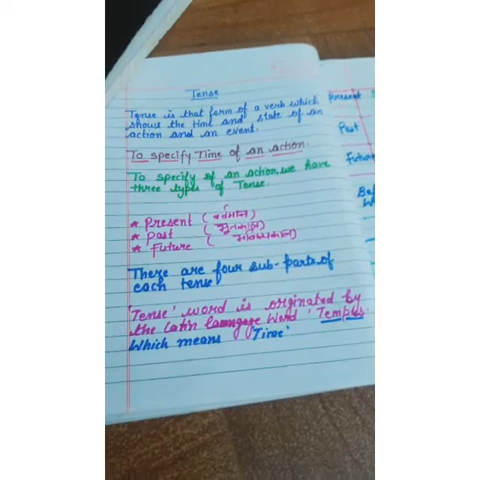 Tense
Tense is that form of a verb which
shows the time and state of an
action and an event.
To specify Time of an action.
To specify of an action, we have
three types of Tense.
* Present (वर्तमान)
* Past (भूतकाल)
* Future (भविष्यकाल)
There are four sub-parts of
each tense
'Tense' word is originated by
the Latin language Word 'Tempus'
Which means 'Time'
Present
Past
Future